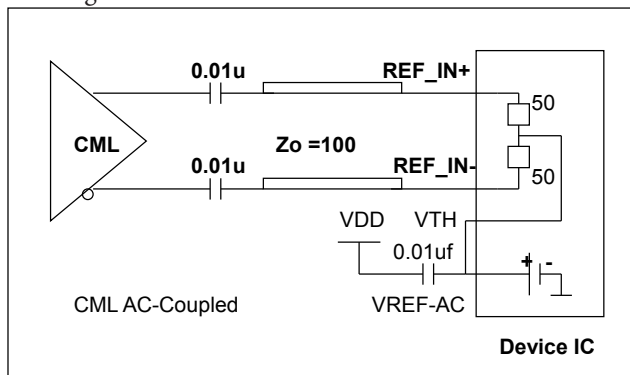 0.01u
REF_IN+
50
CML
0.01u
Zo =100
REF_IN-
50
VDD
VTH
0.01uf
+ -
CML AC-Coupled
VREF-AC
Device IC